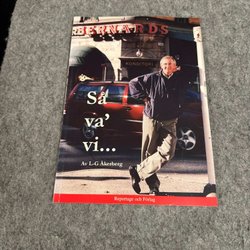 BERNARDS
KONDITORI
Så
va'
vi...
Av L-G Åkerberg
Reportage och Förlag